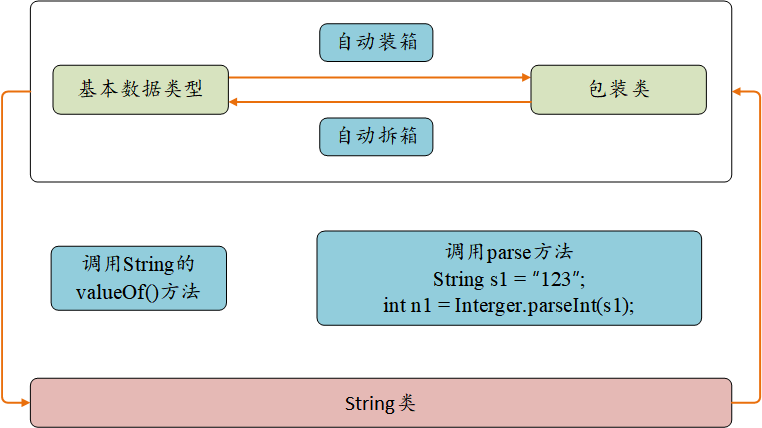 自动装箱
基本数据类型
包装类
自动拆箱
调用String的
valueOf()方法
调用parse方法
String s1 = “123”;
int n1 = Interger.parseInt(s1);
String类